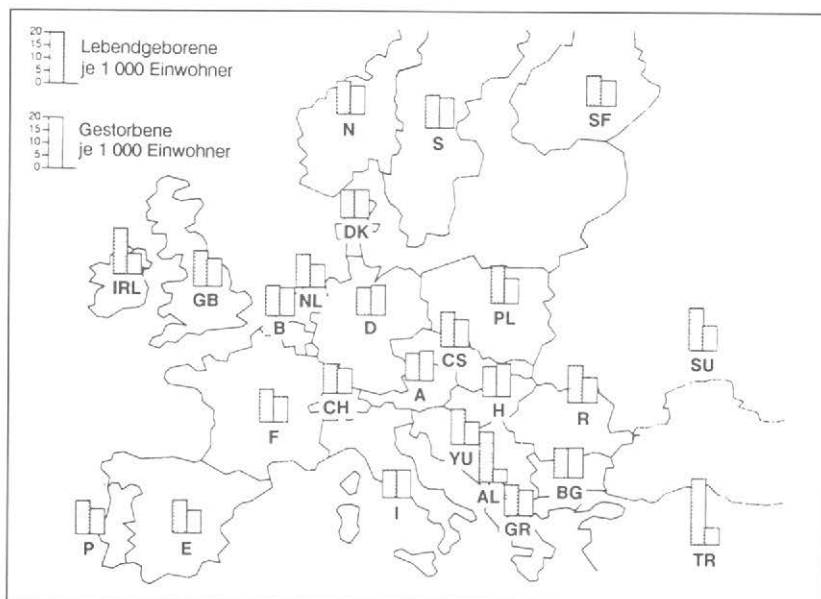 20
15
10
5
0
Lebendgeborene
je 1 000 Einwohner
20
15
10
5
0
Gestorbene
je 1 000 Einwohner
N
S
SF
DK
IRL
GB
NL
B
D
PL
CS
SU
A
CH
H
R
F
YU
AL
BG
I
GR
P
E
TR